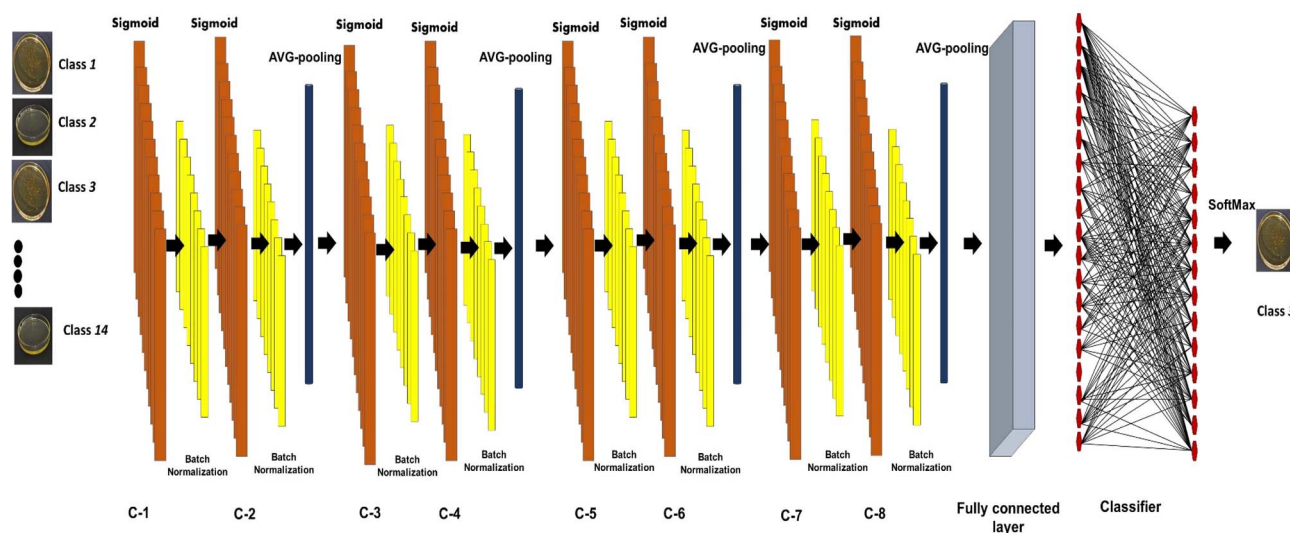 Sigmoid
Sigmoid
AVG-pooling
Sigmoid
Sigmoid
AVG-pooling
Sigmoid
Sigmoid
AVG-pooling
Sigmoid
Sigmoid
AVG-pooling
Class 1
Class 2
Class 3
Class 14
SoftMax
Class
Batch
Normalization
Batch
Normalization
Batch
Normalization
Batch
Normalization
Batch
Normalization
Batch
Normalization
Batch
Normalization
Batch
Normalization
C-1
C-2
C-3
C-4
C-5
C-6
C-7
C-8
Fully connected
layer
Classifier